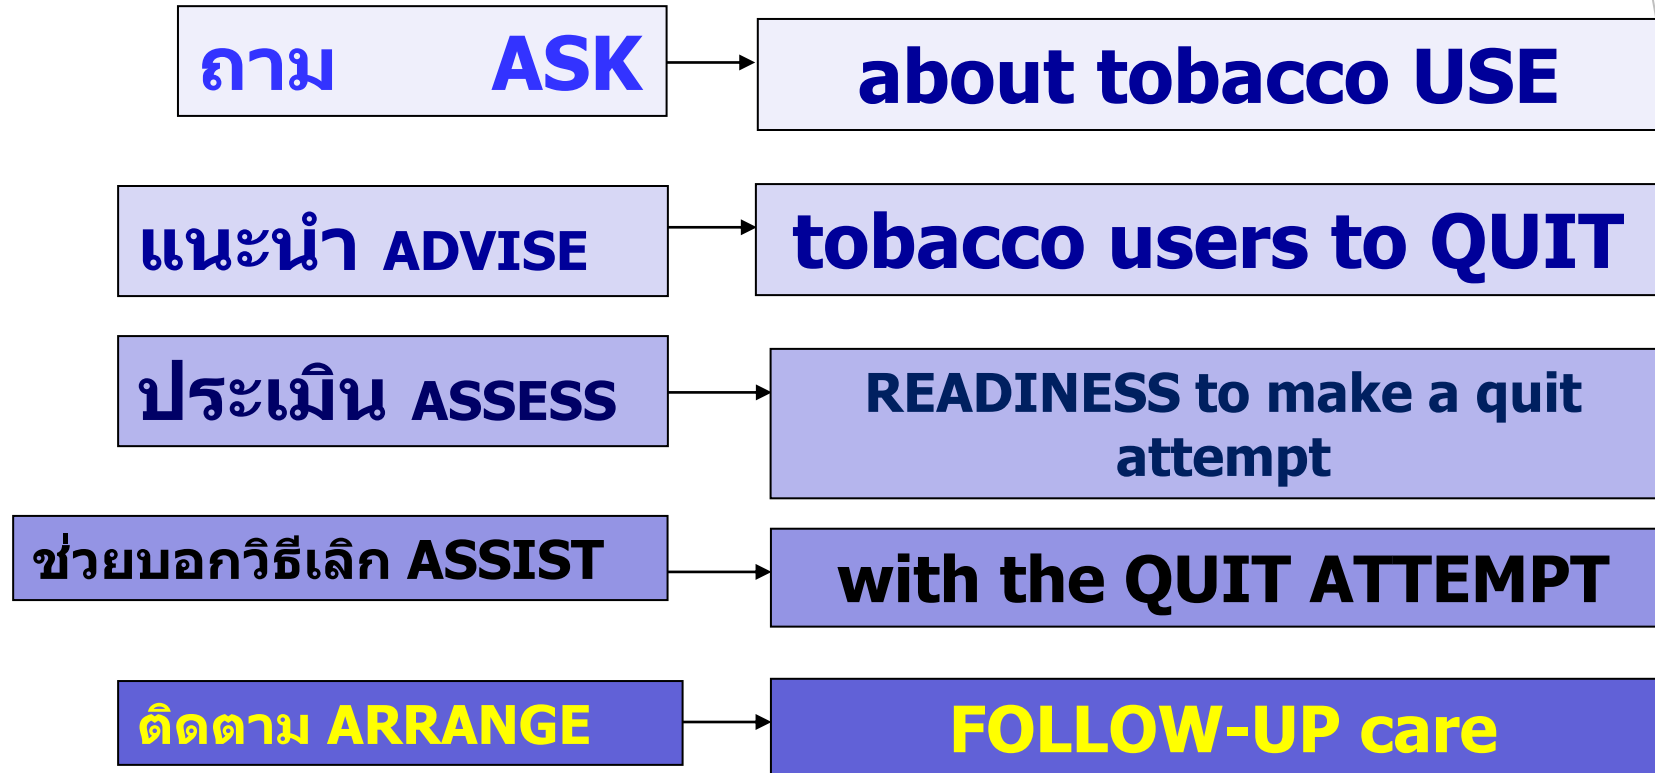 ถาม ASK
about tobacco USE
แนะนำ ADVISE
tobacco users to QUIT
ประเมิน ASSESS
READINESS to make a quit
attempt
ช่วยบอกวิธีเลิก ASSIST
with the QUIT ATTEMPT
ติดตาม ARRANGE
FOLLOW-UP care